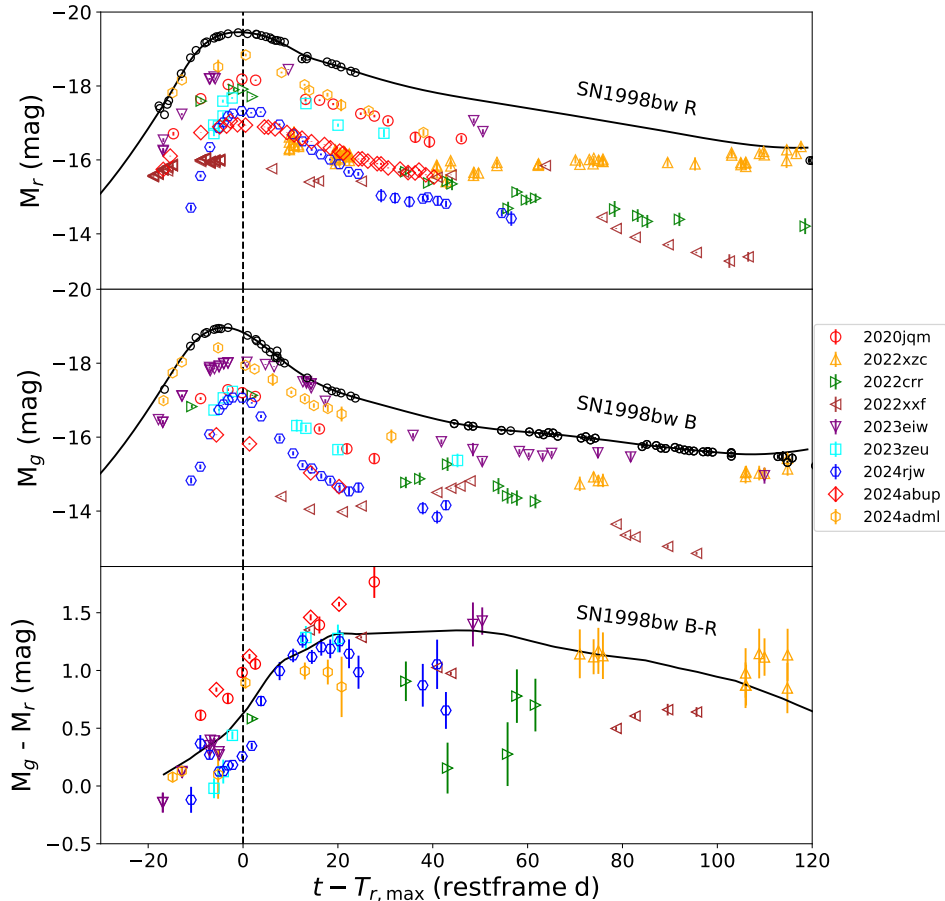 −20
−18
−16
−14
M_r (mag)
SN1998bw R
−20
−18
−16
−14
M_g (mag)
SN1998bw B
2020jqm
2022xzc
2022crr
2022xxf
2023eiw
2023zeu
2024rjw
2024abup
2024adml
1.5
1.0
0.5
0.0
−0.5
M_g - M_r (mag)
SN1998bw B-R
−20 0 20 40 60 80 100 120
t − T_{r, max} (restframe d)